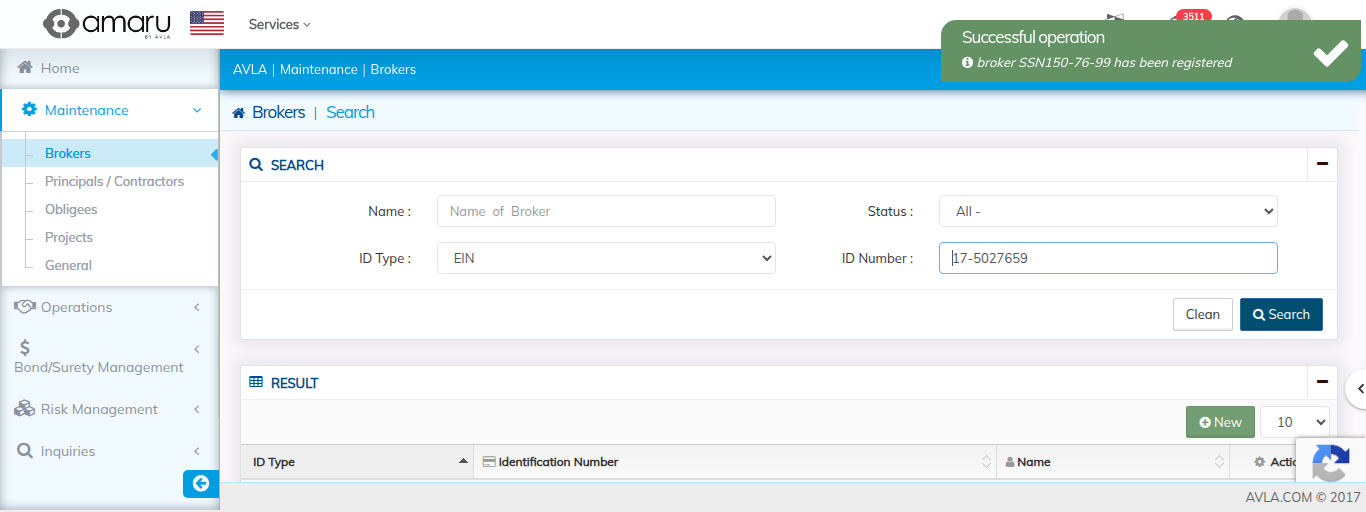 amaru
BY AVLA
Services
3511
Successful operation
broker SSN150-76-99 has been registered
Home
Maintenance
Brokers
Principals / Contractors
Obligees
Projects
General
Operations
Bond/Surety Management
Risk Management
Inquiries
AVLA | Maintenance | Brokers
Brokers | Search
SEARCH
Name :
Name of Broker
Status :
All -
ID Type :
EIN
ID Number :
17-5027659
Clean
Search
RESULT
New
10
ID Type
Identification Number
Name
AVLA.COM © 2017